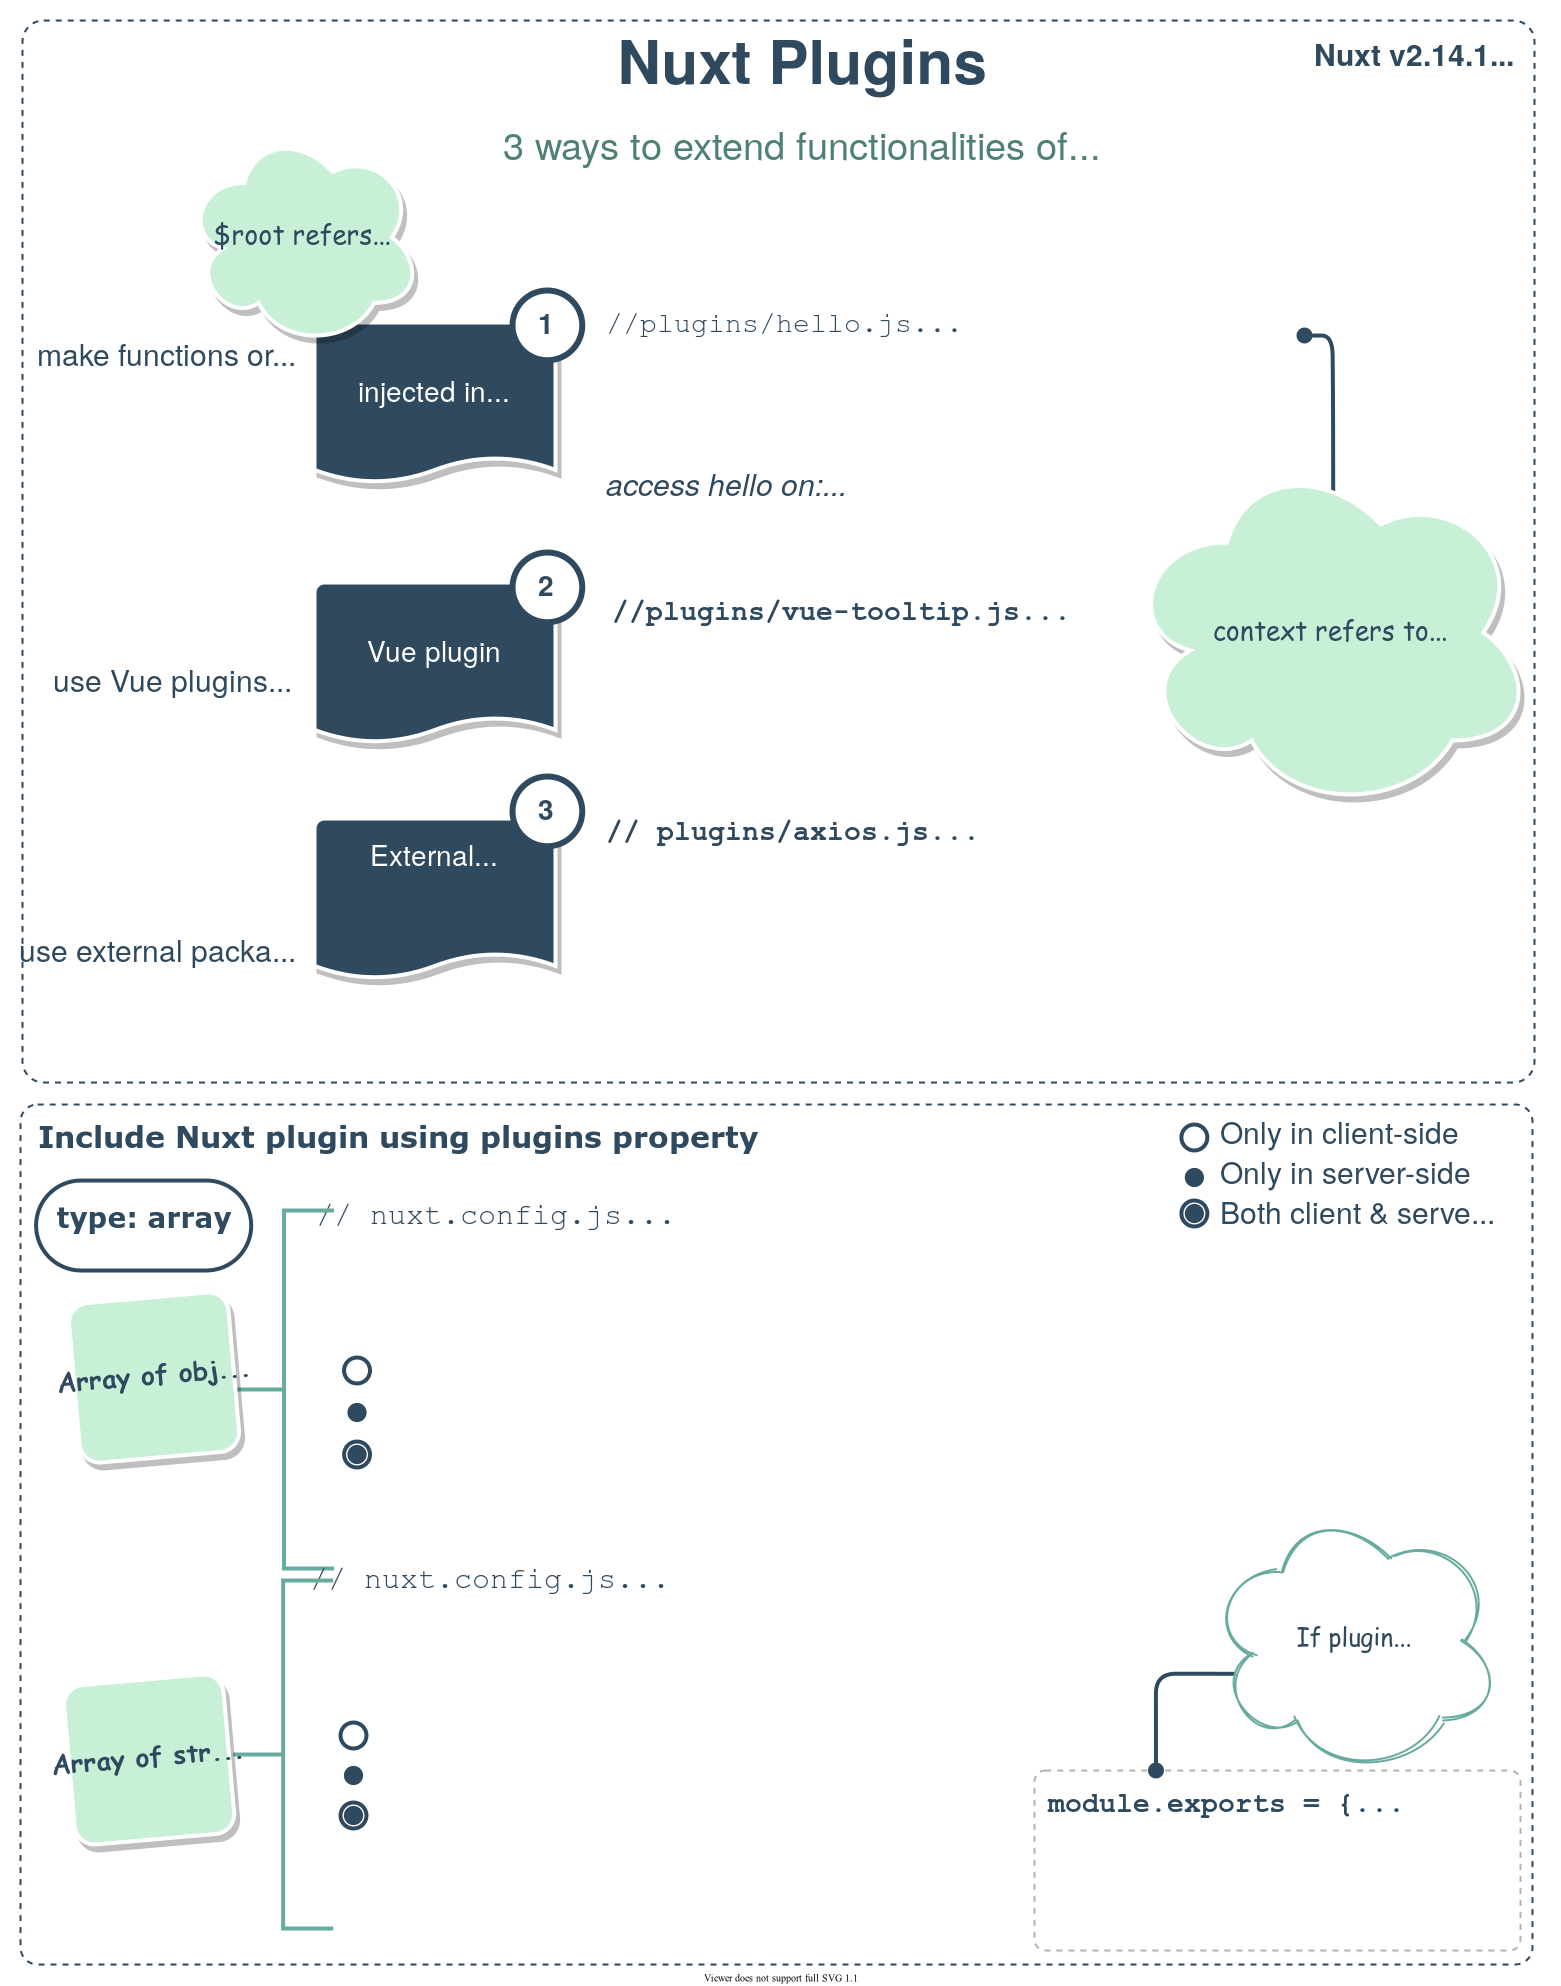 Nuxt Plugins
Nuxt v2.14.1...
3 ways to extend functionalities of...
$root refers...
1
//plugins/hello.js...
make functions or...
injected in...
access hello on:...
2
//plugins/vue-tooltip.js...
context refers to...
Vue plugin
use Vue plugins...
3
// plugins/axios.js...
External...
use external packa...
Include Nuxt plugin using plugins property
Only in client-side
Only in server-side
Both client & serve...
type: array
// nuxt.config.js...
Array of obj...
// nuxt.config.js...
If plugin...
Array of str...
module.exports = {...
Viewer does not support full SVG 1.1